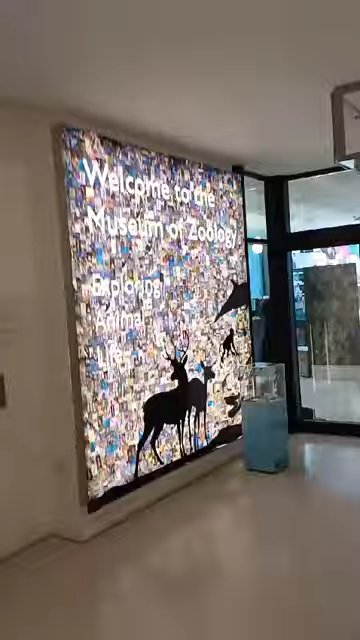 Welcome to the
Museum of Zoology
Exploring
Animal
Life